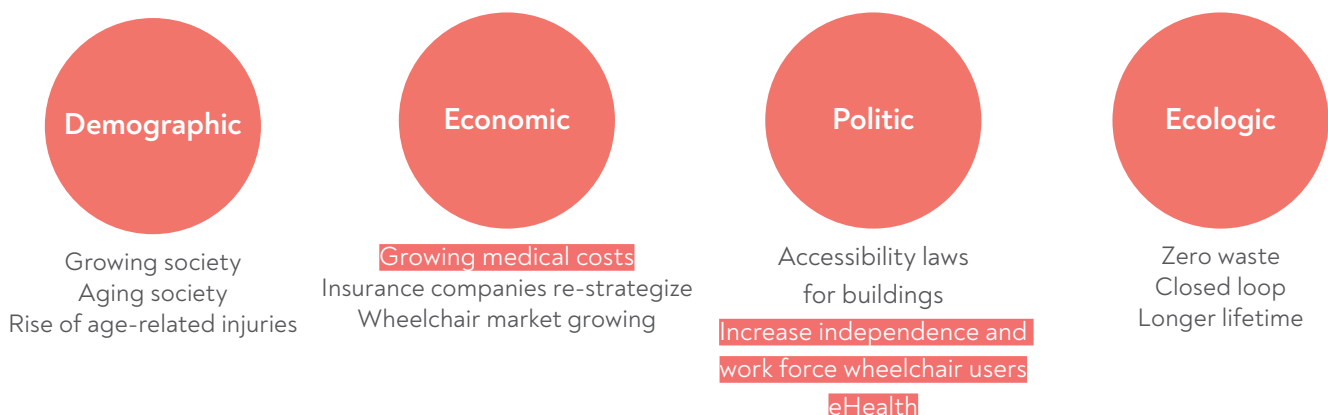 Demographic
Growing society
Aging society
Rise of age-related injuries
Economic
Growing medical costs
Insurance companies re-strategize
Wheelchair market growing
Politic
Accessibility laws
for buildings
Increase independence and
work force wheelchair users
eHealth
Ecologic
Zero waste
Closed loop
Longer lifetime